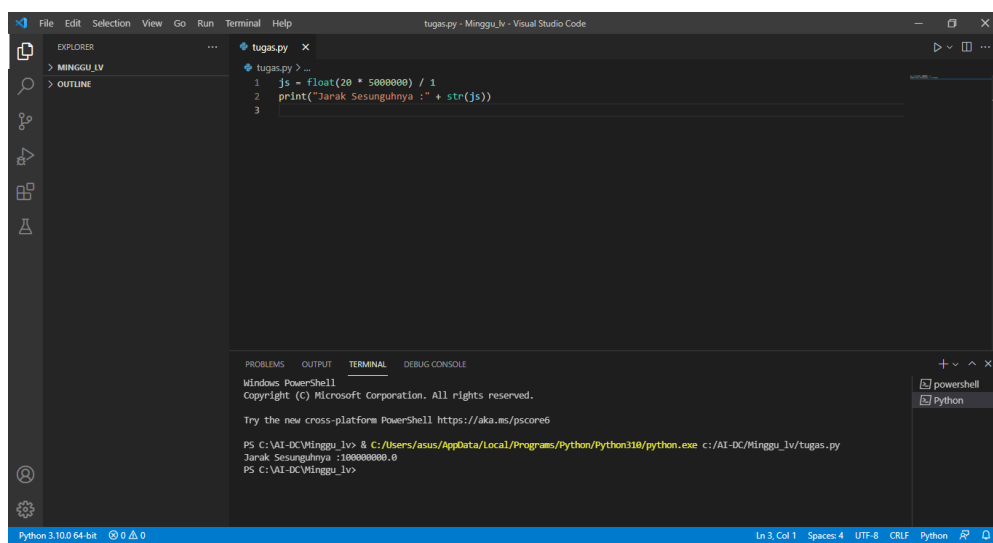 File Edit Selection View Go Run Terminal Help tugas.py - Minggu_lv - Visual Studio Code
EXPLORER ...
> MINGGU_LV
> OUTLINE
tugas.py ×
tugas.py > ...
1 js = float(20 * 5000000) / 1
2 print("Jarak Sesunguhnya :" + str(js))
3
PROBLEMS OUTPUT TERMINAL DEBUG CONSOLE
Windows PowerShell
Copyright (C) Microsoft Corporation. All rights reserved.
Try the new cross-platform PowerShell https://aka.ms/pscore6
PS C:\AI-DC\Minggu_lv> & C:/Users/asus/AppData/Local/Programs/Python/Python310/python.exe c:/AI-DC/Minggu_lv/tugas.py
Jarak Sesunguhnya :100000000.0
PS C:\AI-DC\Minggu_lv>
powershell
Python
Python 3.10.0 64-bit 0 0 Ln 3, Col 1 Spaces: 4 UTF-8 CRLF Python